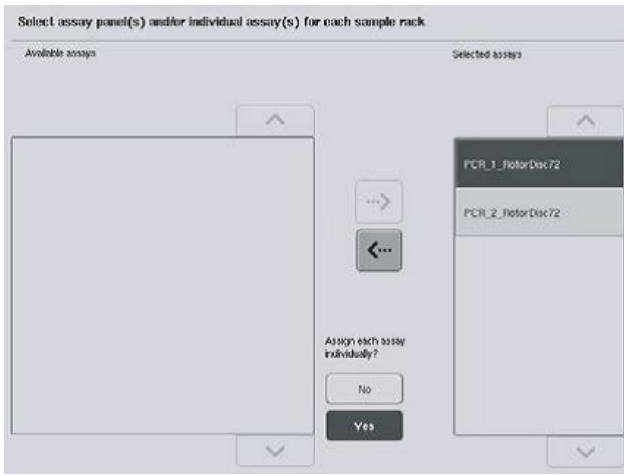 Select assay panel(s) and/or individual assay(s) for each sample rack
Available assays
Selected assays
PCR_1_RotorDisc72
PCR_2_RotorDisc72
Assign each assay
individually?
No
Yes